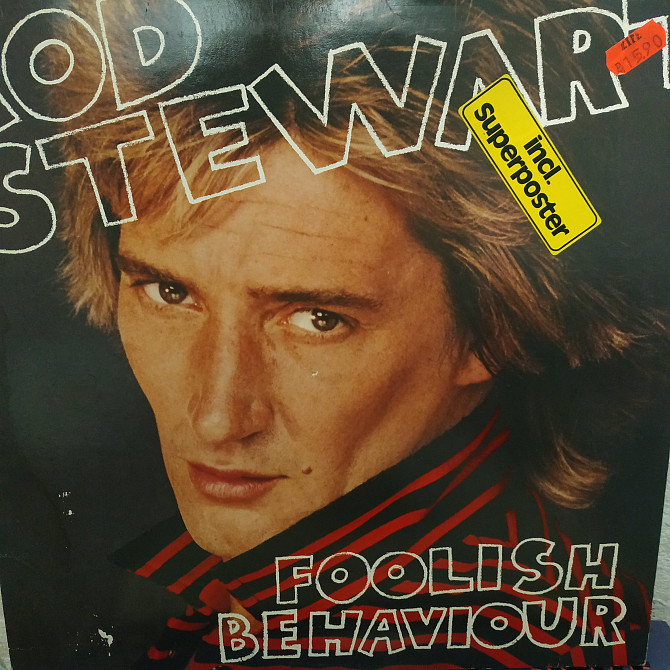 ROD
STEWART
incl.
Superposter
FOOLISH
BEHAVIOUR